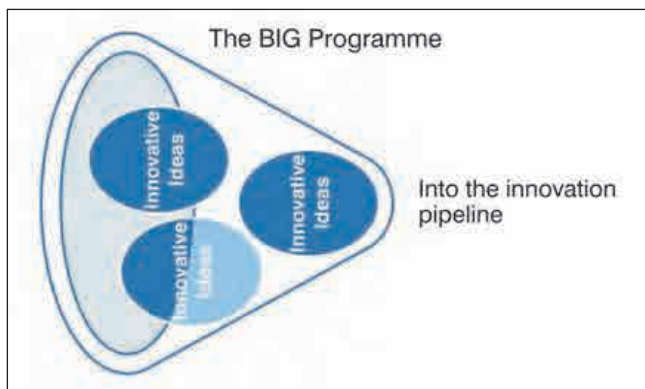 The BIG Programme
Innovative
Ideas
Innovative
Ideas
Innovative
Ideas
Into the innovation
pipeline